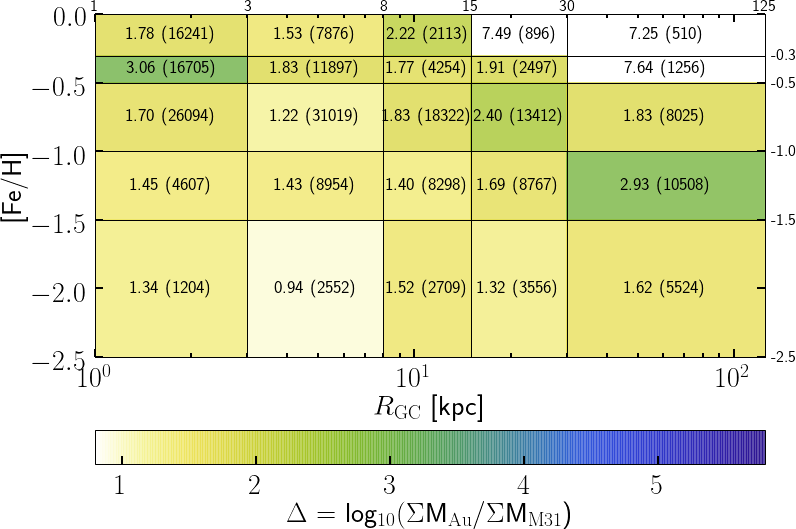 1 3 8 15 30 125
0.0
1.78 (16241) 1.53 (7876) 2.22 (2113) 7.49 (896) 7.25 (510)
-0.3
3.06 (16705) 1.83 (11897) 1.77 (4254) 1.91 (2497) 7.64 (1256)
−0.5 -0.5
1.70 (26094) 1.22 (31019) 1.83 (18322) 2.40 (13412) 1.83 (8025)
−1.0 -1.0
[Fe/H]
1.45 (4607) 1.43 (8954) 1.40 (8298) 1.69 (8767) 2.93 (10508)
−1.5 -1.5
1.34 (1204) 0.94 (2552) 1.52 (2709) 1.32 (3556) 1.62 (5524)
−2.0
−2.5 -2.5
10⁰ 10¹ 10²
R_GC [kpc]
1 2 3 4 5
Δ = log₁₀(ΣM_Au/ΣM_M31)